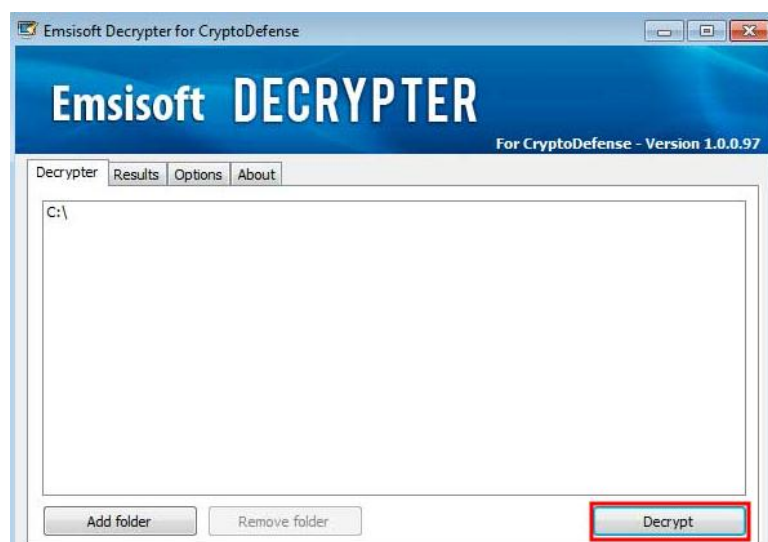 Emsisoft Decrypter for CryptoDefense
Emsisoft DECRYPTER
For CryptoDefense - Version 1.0.0.97
Decrypter Results Options About
C:\
Add folder Remove folder Decrypt